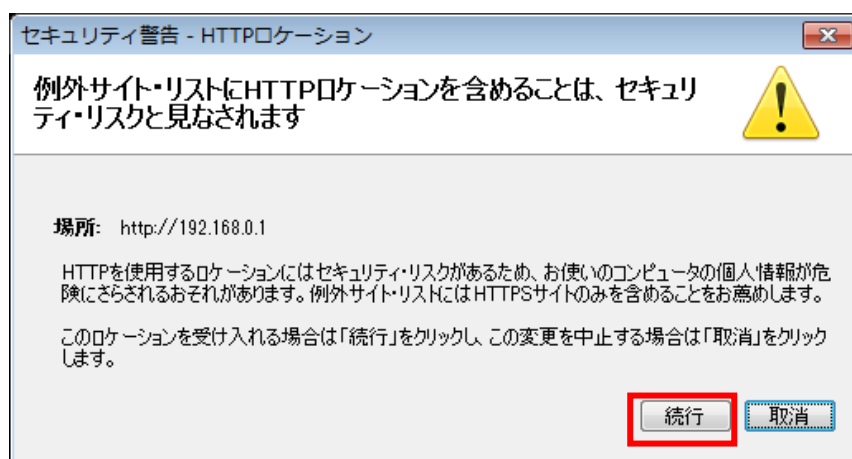 セキュリティ警告 - HTTPロケーション
例外サイト・リストにHTTPロケーションを含めることは、セキュリ
ティ・リスクと見なされます
場所: http://192.168.0.1
HTTPを使用するロケーションにはセキュリティ・リスクがあるため、お使いのコンピュータの個人情報が危
険にさらされるおそれがあります。例外サイト・リストにはHTTPSサイトのみを含めることをお薦めします。
このロケーションを受け入れる場合は「続行」をクリックし、この変更を中止する場合は「取消」をクリック
します。
続行 取消